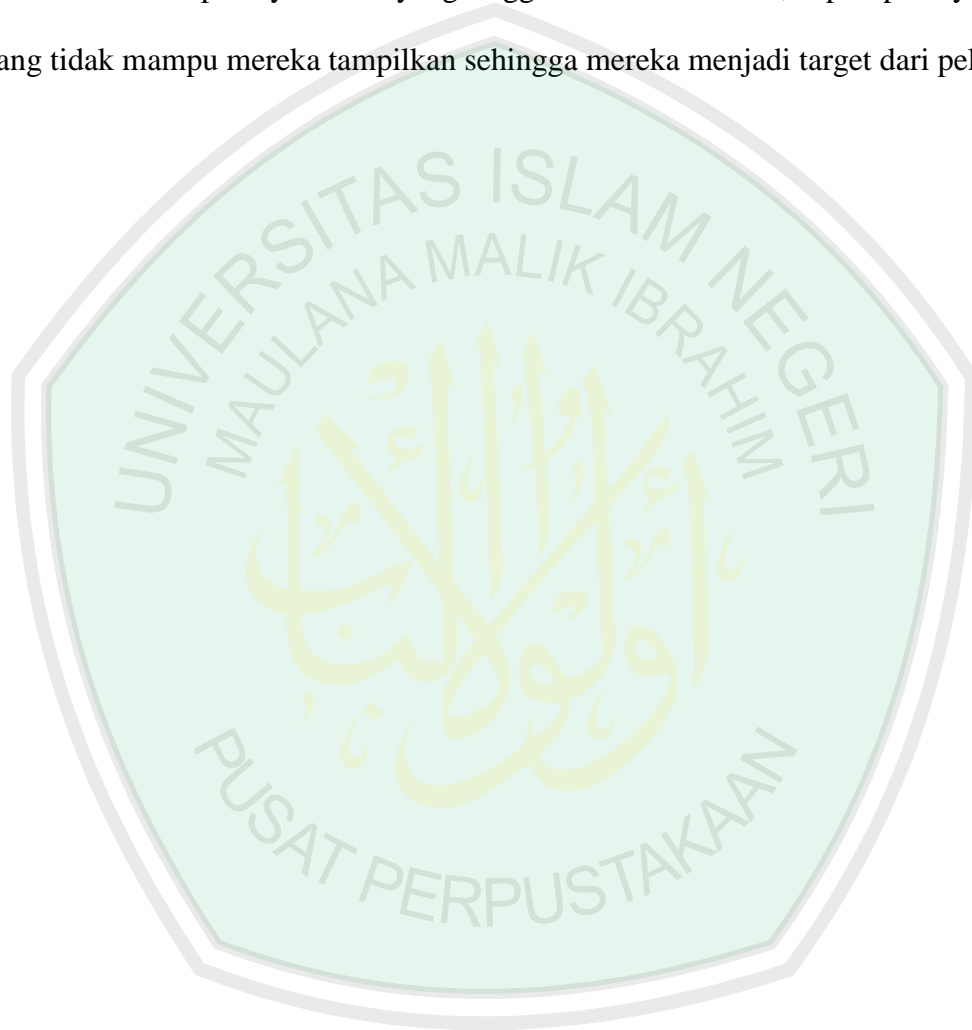 ang tidak mampu mereka tampilkan sehingga mereka menjadi target dari pel
UNIVERSITAS ISLAM NEGERI
MAULANA MALIK IBRAHIM
أولوا الألباب
PUSAT PERPUSTAKAAN